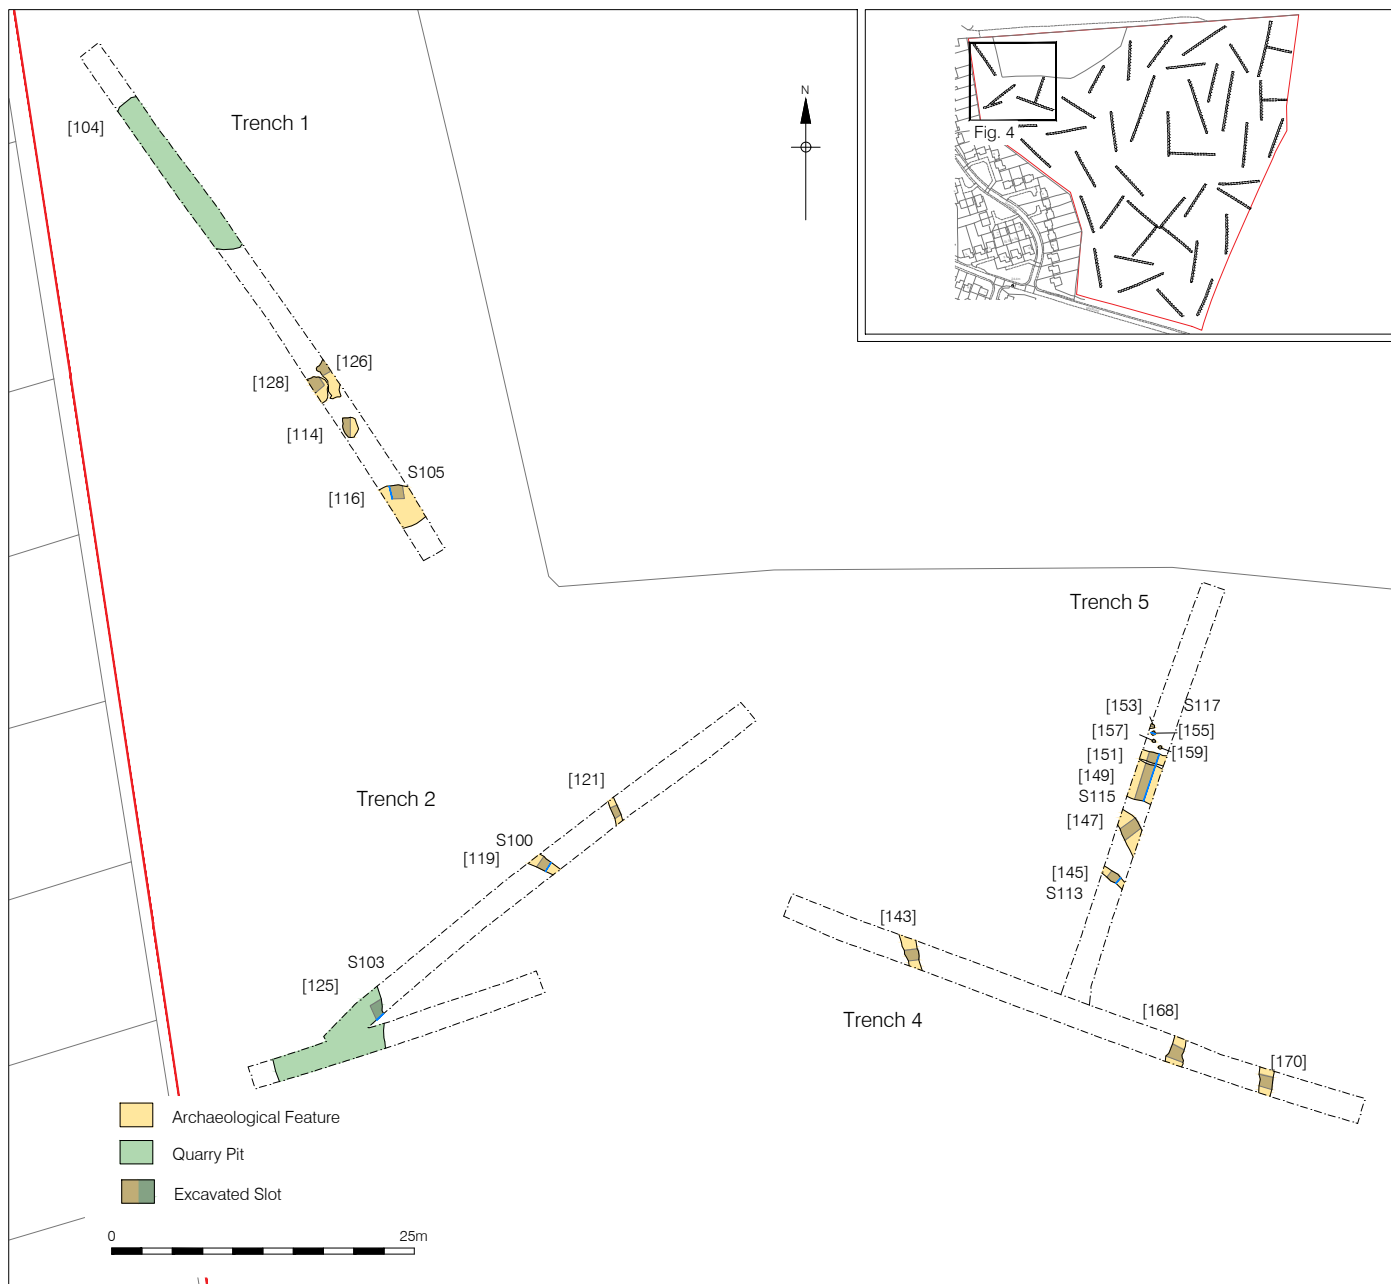 N
Fig. 4
Trench 1
[104]
[126]
[128]
[114]
S105
[116]
Trench 5
[153]
S117
[157]
[155]
[151]
[159]
[149]
S115
[147]
[145]
S113
Trench 2
[121]
S100
[119]
S103
[125]
[143]
Trench 4
[168]
[170]
Archaeological Feature
Quarry Pit
Excavated Slot
0 25m